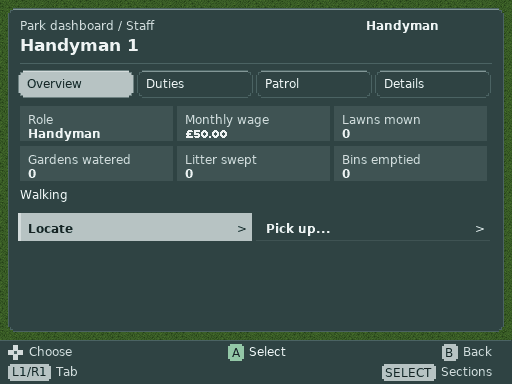 Park dashboard / Staff
Handyman
Handyman 1
Overview
Duties
Patrol
Details
Role
Handyman
Monthly wage
£50.00
Lawns mown
0
Gardens watered
0
Litter swept
0
Bins emptied
0
Walking
Locate >
Pick up... >
Choose
A Select
B Back
L1/R1 Tab
SELECT Sections